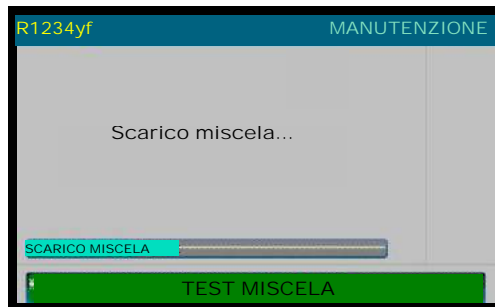 R1234yf
MANUTENZIONE
Scarico miscela...
SCARICO MISCELA
TEST MISCELA